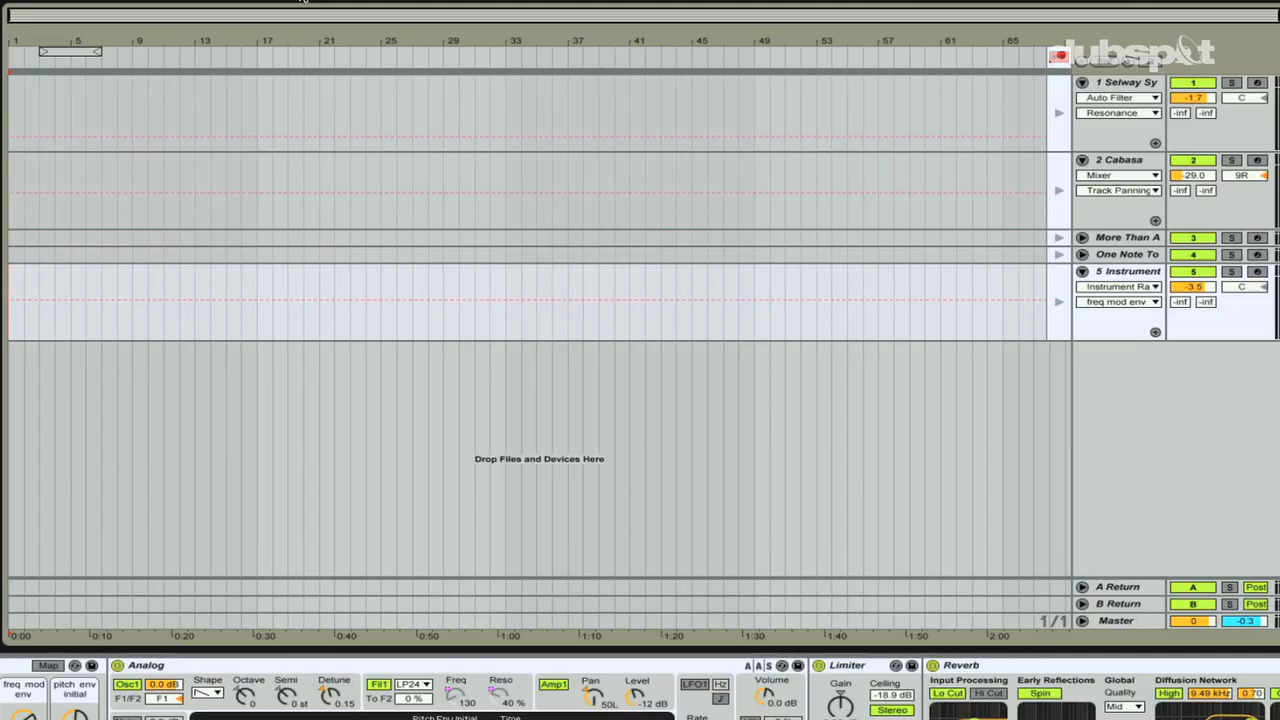 dubspot
1 5 9 13 17 21 25 29 33 37 41 45 49 53 57 61 65
1 Selway Sy 1 S
Auto Filter -1.7 C
Resonance -inf -inf
2 Cabasa 2 S
Mixer -29.0 9R
Track Panning -inf -inf
More Than A 3 S
One Note To 4 S
5 Instrument 5 S
Instrument Ra -3.5 C
freq mod env -inf -inf
Drop Files and Devices Here
A Return A S Post
B Return B S Post
1/1 Master 0 -0.3
0:00 0:10 0:20 0:30 0:40 0:50 1:00 1:10 1:20 1:30 1:40 1:50 2:00
Map Analog A A S Limiter Reverb
freq mod env pitch env initial Osc1 0.0 dB Shape Octave Semi Detune Fil1 LP24 Freq Reso Amp1 Pan Level LFO1 Hz Volume Gain Ceiling Input Processing Early Reflections Global Diffusion Network
F1/F2 F1 0 0 st 0.15 To F2 0 % 130 40 % 50L -12 dB 0.0 dB -18.9 dB Lo Cut Hi Cut Spin Quality High 9.49 kHz 0.70
Rate Stereo Mid
Pitch Env Initial Time